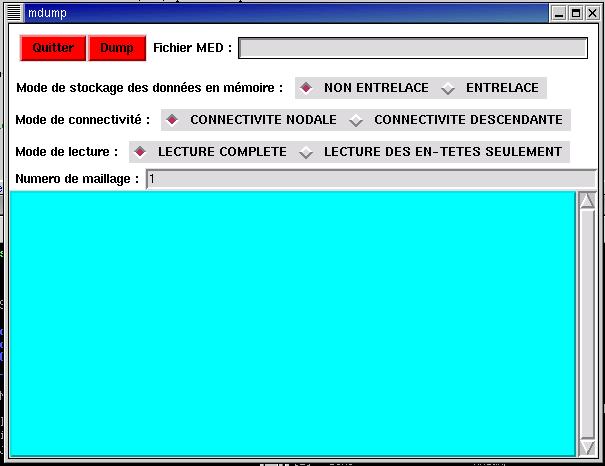 mdump
Quitter Dump Fichier MED :
Mode de stockage des données en mémoire : NON ENTRELACE ENTRELACE
Mode de connectivité : CONNECTIVITE NODALE CONNECTIVITE DESCENDANTE
Mode de lecture : LECTURE COMPLETE LECTURE DES EN-TETES SEULEMENT
Numero de maillage : 1